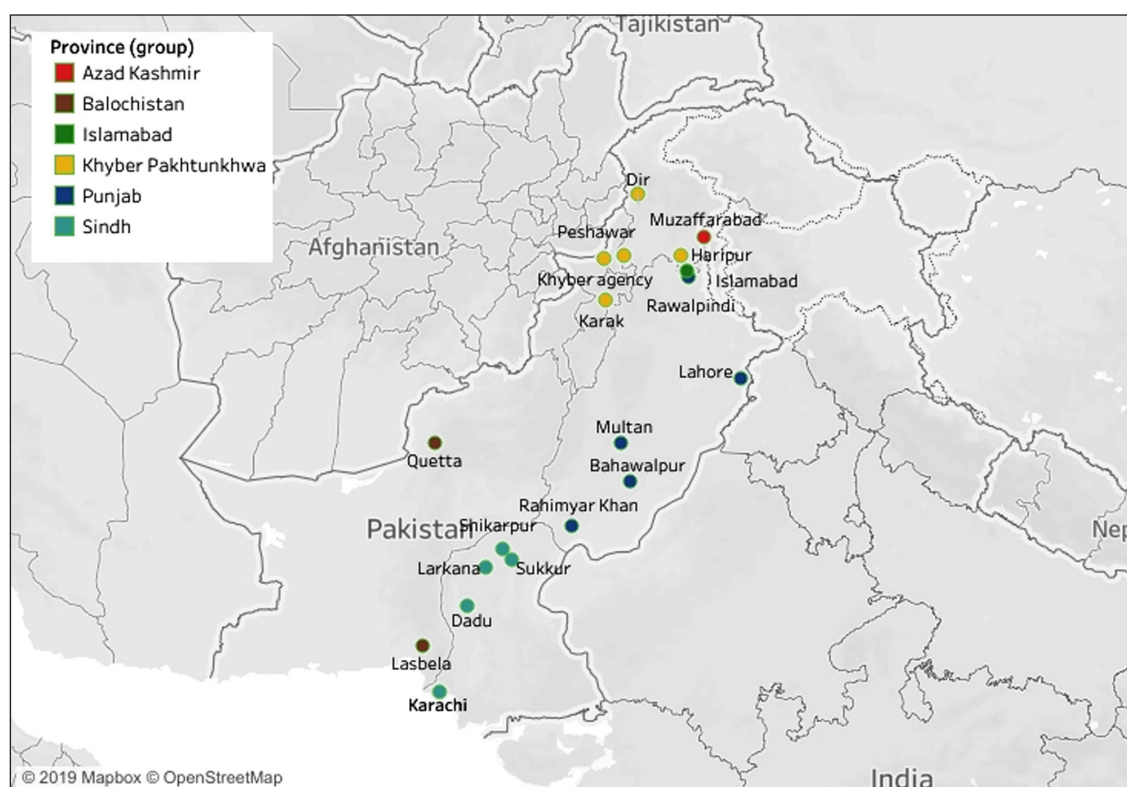 Province (group)
Azad Kashmir
Balochistan
Islamabad
Khyber Pakhtunkhwa
Punjab
Sindh
Tajikistan
Dir
Muzaffarabad
Peshawar
Afghanistan
Haripur
Khyber agency
Islamabad
Rawalpindi
Karak
Lahore
Multan
Quetta
Bahawalpur
Rahimyar Khan
Pakistan
Shikarpur
Nep
Larkana
Sukkur
Dadu
Lasbela
Karachi
© 2019 Mapbox © OpenStreetMap
India